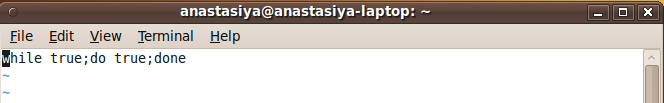 anastasiya@anastasiya-laptop: ~
File Edit View Terminal Help
while true;do true;done
~
~